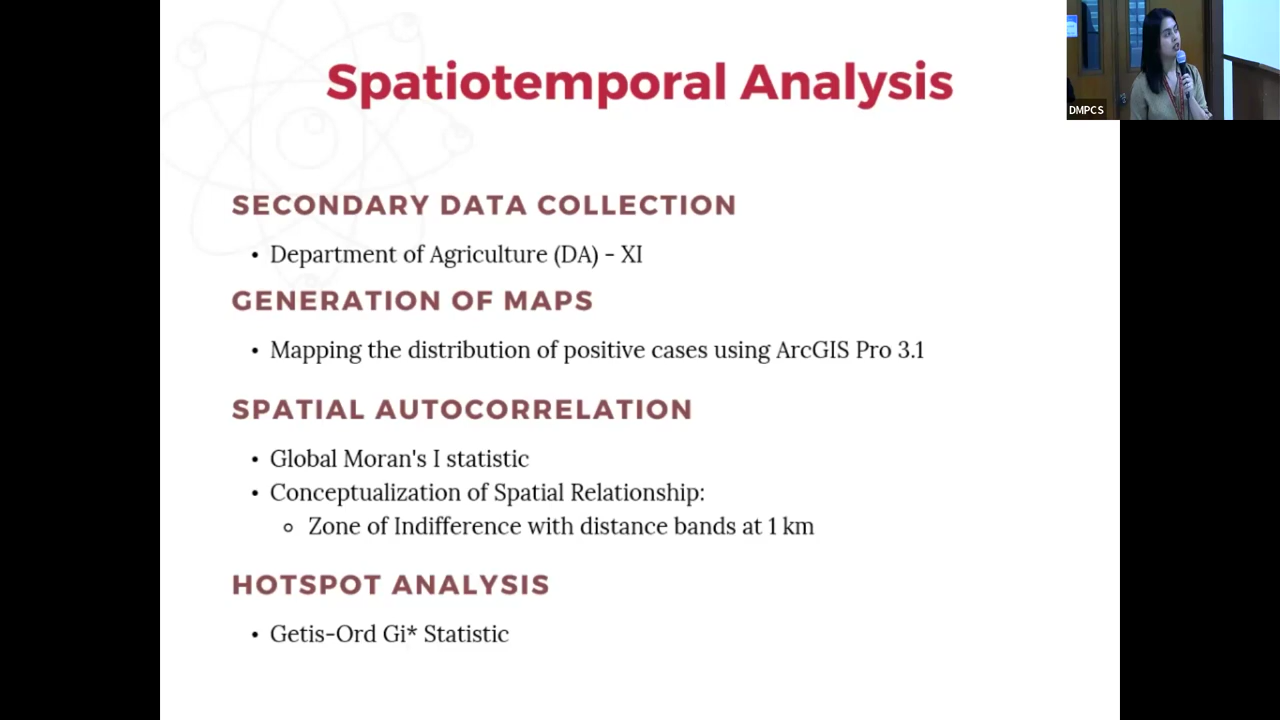 Spatiotemporal Analysis
DMPCS
SECONDARY DATA COLLECTION
• Department of Agriculture (DA) - XI
GENERATION OF MAPS
• Mapping the distribution of positive cases using ArcGIS Pro 3.1
SPATIAL AUTOCORRELATION
• Global Moran's I statistic
• Conceptualization of Spatial Relationship:
○ Zone of Indifference with distance bands at 1 km
HOTSPOT ANALYSIS
• Getis-Ord Gi* Statistic